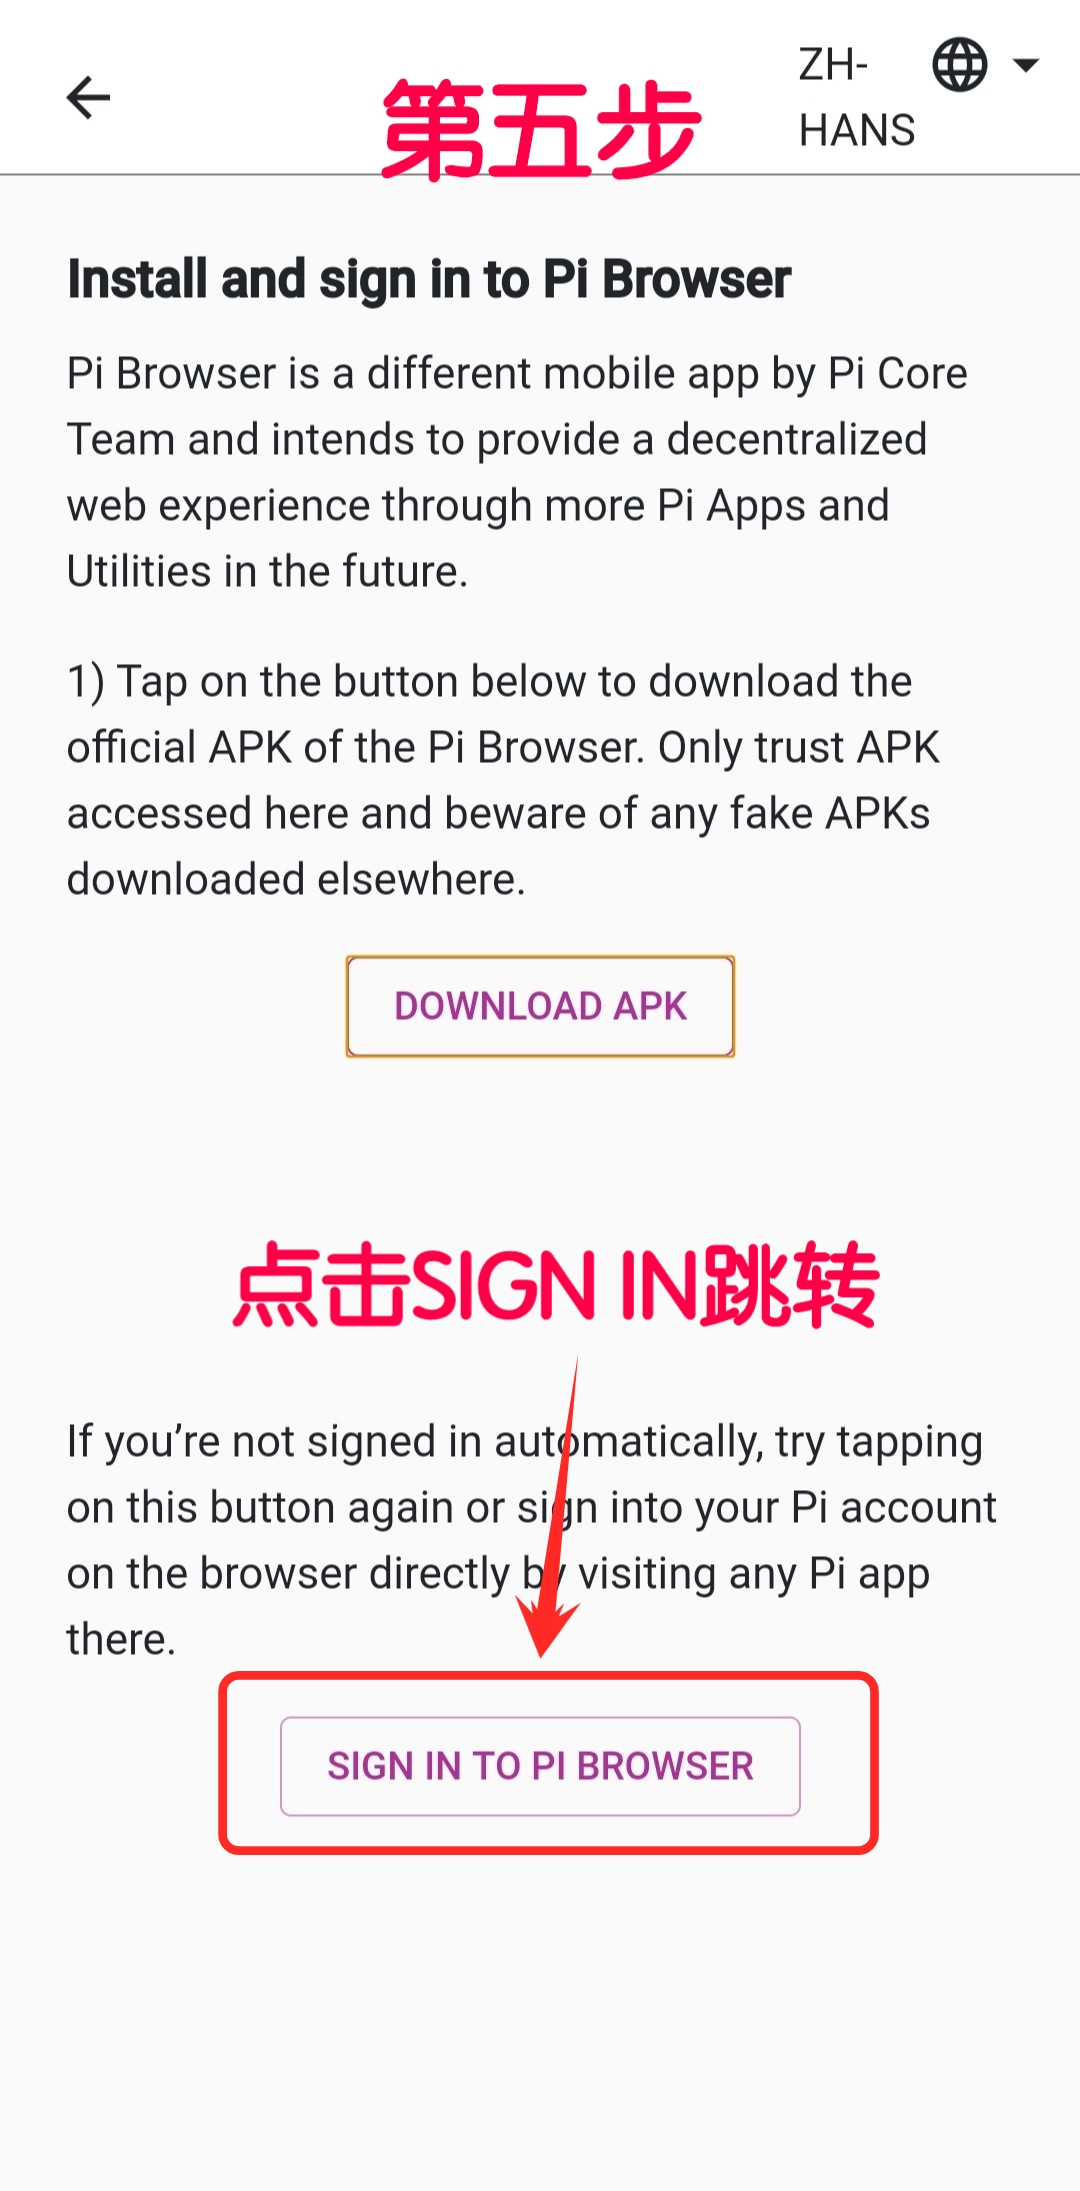 ZH-
HANS
第五步
Install and sign in to Pi Browser
Pi Browser is a different mobile app by Pi Core
Team and intends to provide a decentralized
web experience through more Pi Apps and
Utilities in the future.
1) Tap on the button below to download the
official APK of the Pi Browser. Only trust APK
accessed here and beware of any fake APKs
downloaded elsewhere.
DOWNLOAD APK
点击SIGN IN跳转
If you’re not signed in automatically, try tapping
on this button again or sign into your Pi account
on the browser directly by visiting any Pi app
there.
SIGN IN TO PI BROWSER